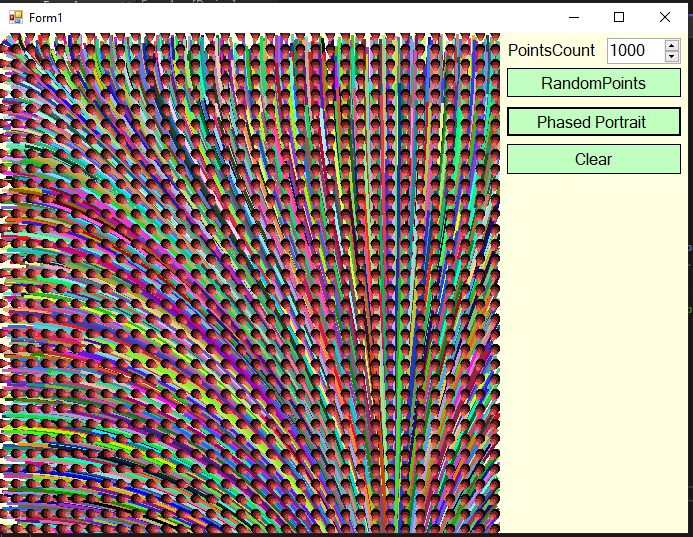 Form1
PointsCount 1000
RandomPoints
Phased Portrait
Clear